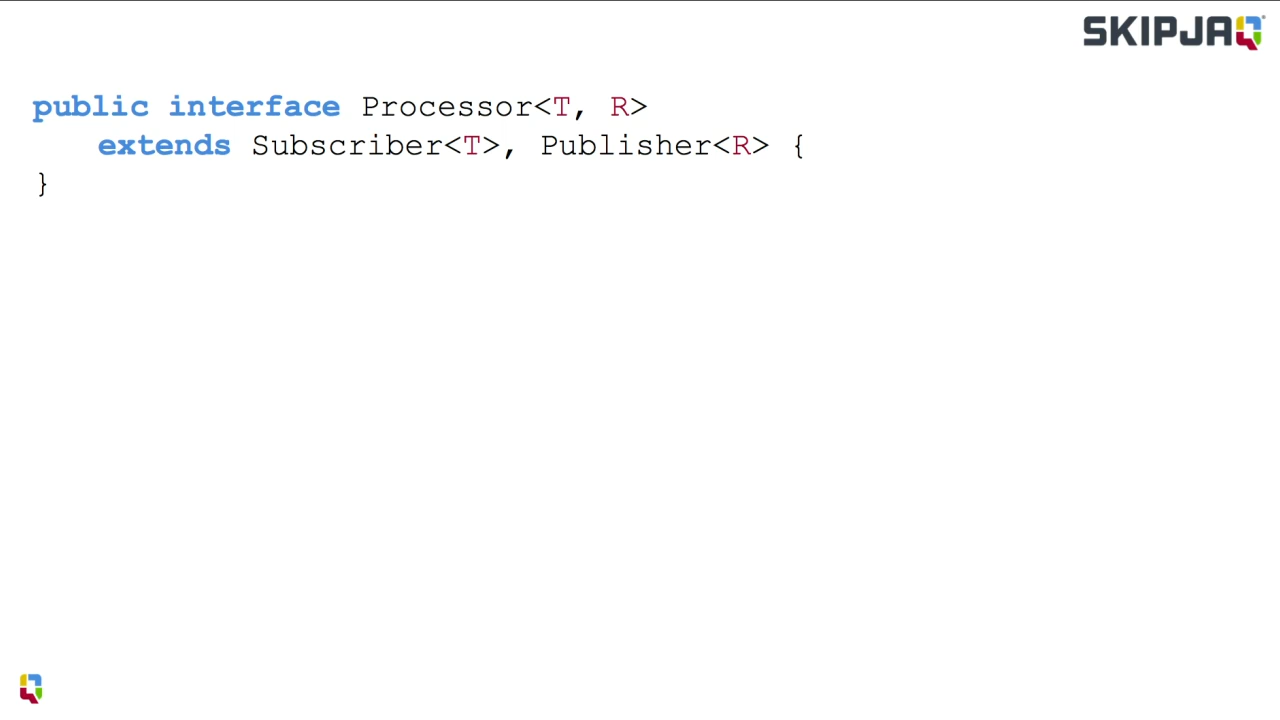 SKIPJAQ
public interface Processor<T, R>
extends Subscriber<T>, Publisher<R> {
}